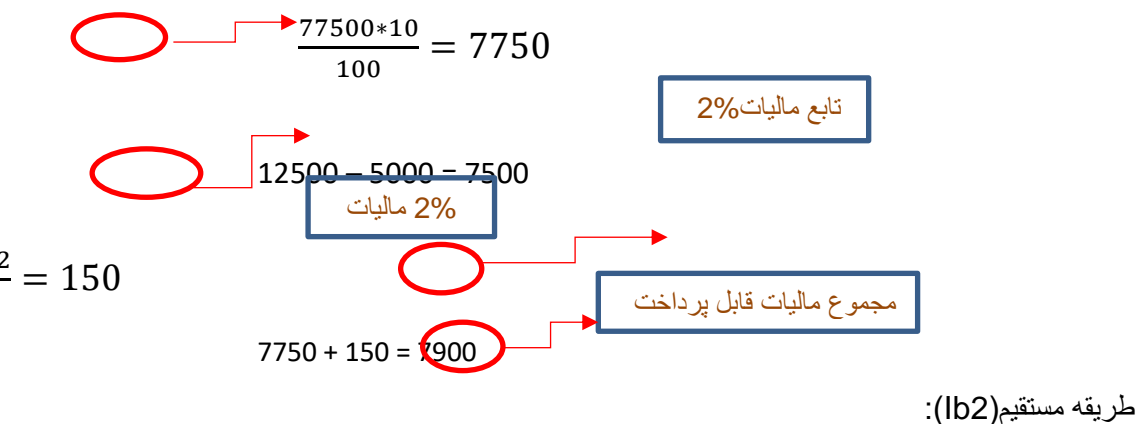 77500*10
100
= 7750
تابع مالیات2%
12500 – 5000 = 7500
2% مالیات
2
= 150
مجموع مالیات قابل پرداخت
7750 + 150 = 7900
طریقه مستقیم(lb2):